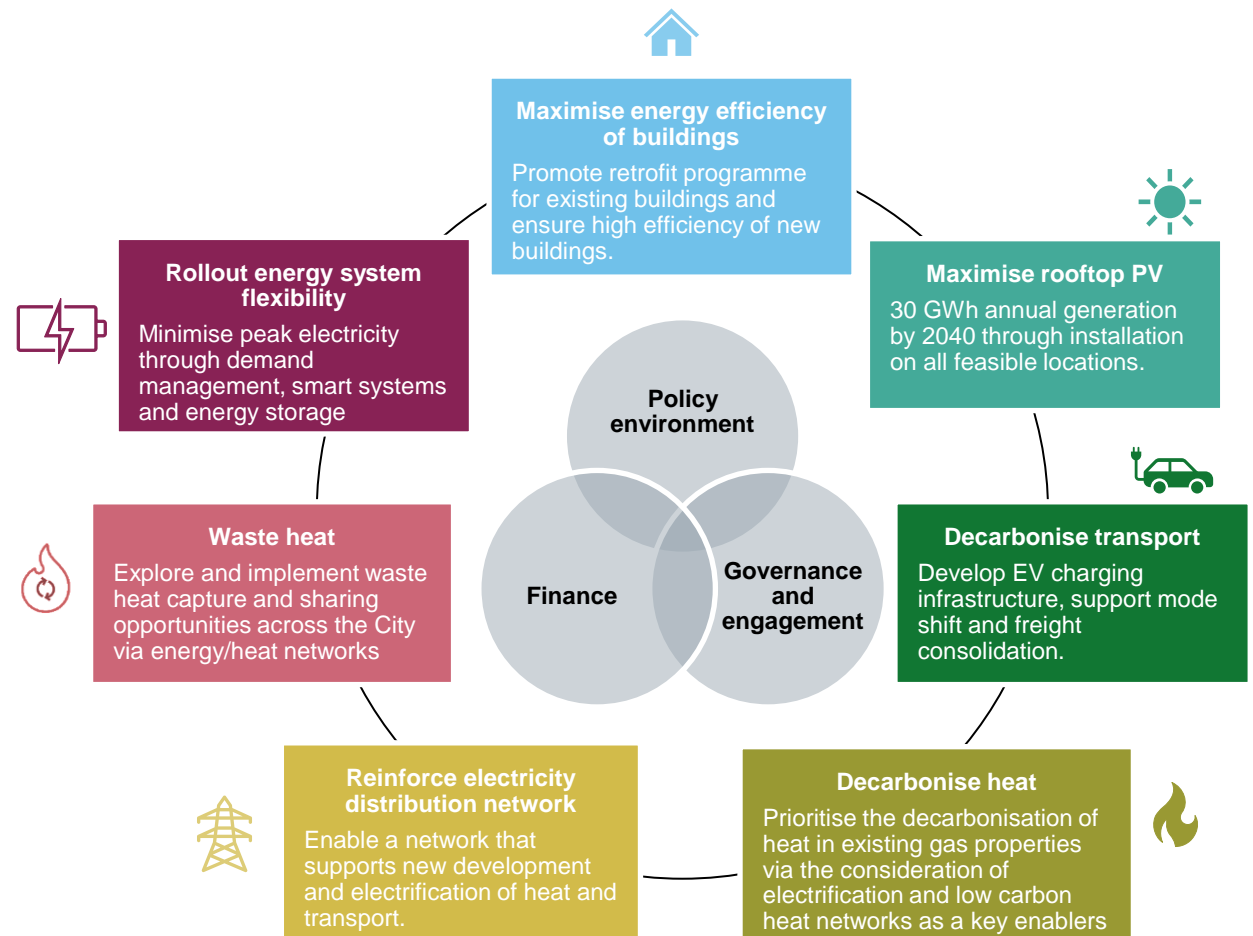 Maximise energy efficiency
of buildings
Promote retrofit programme
for existing buildings and
ensure high efficiency of new
buildings.
Maximise rooftop PV
30 GWh annual generation
by 2040 through installation
on all feasible locations.
Decarbonise transport
Develop EV charging
infrastructure, support mode
shift and freight
consolidation.
Decarbonise heat
Prioritise the decarbonisation of
heat in existing gas properties
via the consideration of
electrification and low carbon
heat networks as a key enablers
Reinforce electricity
distribution network
Enable a network that
supports new development
and electrification of heat and
transport.
Waste heat
Explore and implement waste
heat capture and sharing
opportunities across the City
via energy/heat networks
Rollout energy system
flexibility
Minimise peak electricity
through demand
management, smart systems
and energy storage
Policy
environment
Finance
Governance
and
engagement